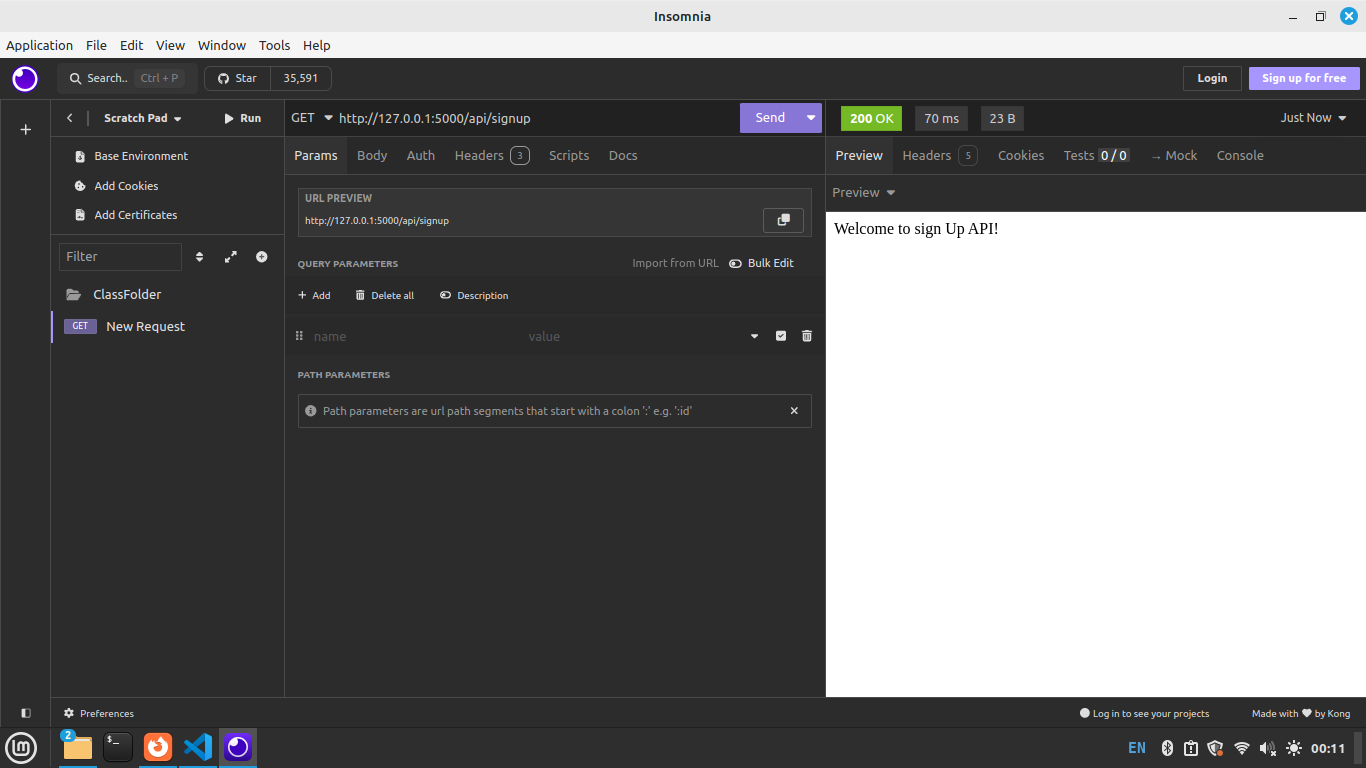 Insomnia
Application File Edit View Window Tools Help
Search.. Ctrl + P Star 35,591 Login Sign up for free
Scratch Pad Run
Base Environment
Add Cookies
Add Certificates
Filter
ClassFolder
GET New Request
GET http://127.0.0.1:5000/api/signup Send
Params Body Auth Headers 3 Scripts Docs
URL PREVIEW
http://127.0.0.1:5000/api/signup
QUERY PARAMETERS Import from URL Bulk Edit
Add Delete all Description
name value
PATH PARAMETERS
Path parameters are url path segments that start with a colon ':' e.g. ':id'
200 OK 70 ms 23 B Just Now
Preview Headers 5 Cookies Tests 0 / 0 → Mock Console
Preview
Welcome to sign Up API!
Preferences Log in to see your projects Made with ❤ by Kong
2 $_ EN 00:11